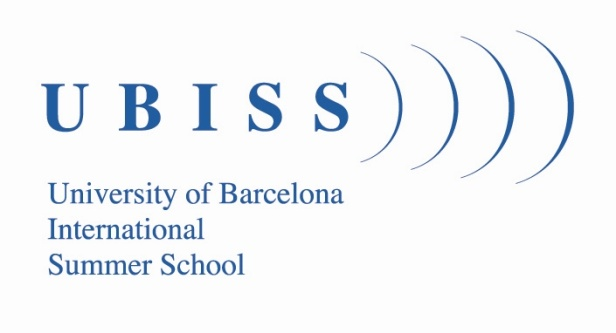 U B I S S
University of Barcelona
International
Summer School